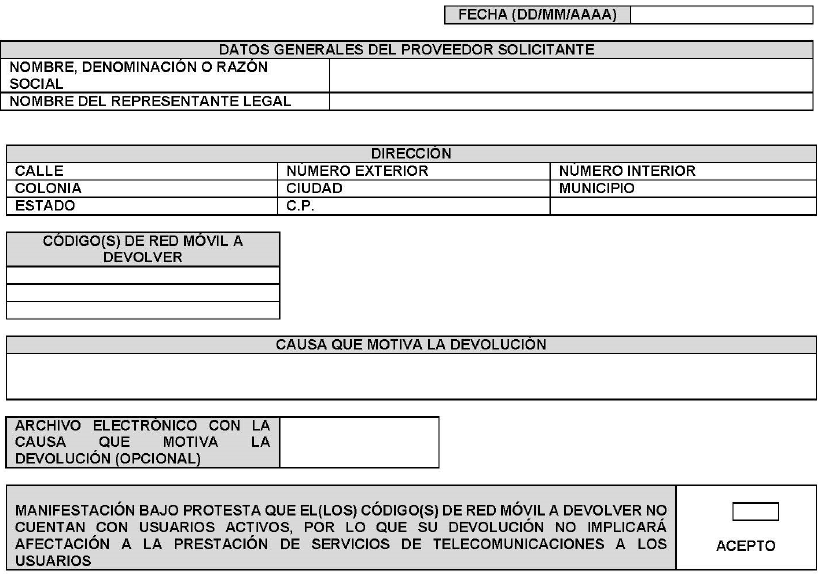 FECHA (DD/MM/AAAA)
DATOS GENERALES DEL PROVEEDOR SOLICITANTE
NOMBRE, DENOMINACIÓN O RAZÓN
SOCIAL
NOMBRE DEL REPRESENTANTE LEGAL
DIRECCIÓN
CALLE NÚMERO EXTERIOR NÚMERO INTERIOR
COLONIA CIUDAD MUNICIPIO
ESTADO C.P.
CÓDIGO(S) DE RED MÓVIL A
DEVOLVER
CAUSA QUE MOTIVA LA DEVOLUCIÓN
ARCHIVO ELECTRÓNICO CON LA
CAUSA QUE MOTIVA LA
DEVOLUCIÓN (OPCIONAL)
MANIFESTACIÓN BAJO PROTESTA QUE EL(LOS) CÓDIGO(S) DE RED MÓVIL A DEVOLVER NO
CUENTAN CON USUARIOS ACTIVOS, POR LO QUE SU DEVOLUCIÓN NO IMPLICARÁ
AFECTACIÓN A LA PRESTACIÓN DE SERVICIOS DE TELECOMUNICACIONES A LOS
USUARIOS
ACEPTO